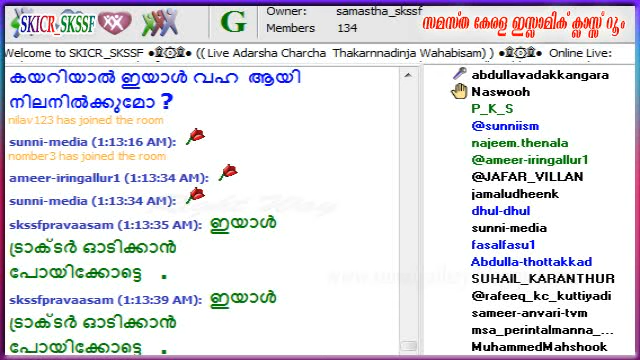 SKICR_SKSSF
G
Owner: samastha_skssf
Members 134
സമസ്ത കേരള ഇസ്ലാമിക് ക്ലാസ്സ് റൂം
Welcome to SKICR_SKSSF ●۩۞۩● (( Live Adarsha Charcha Thakarnnadinja Wahabisam)) ●۩۞۩● Online Live:
കയറിയാൽ ഇയാൾ വഹ ആയി
നിലനിൽക്കുമോ ?
nilav123 has joined the room
sunni-media (1:13:16 AM):
nomber3 has joined the room
ameer-iringallur1 (1:13:34 AM):
sunni-media (1:13:34 AM):
skssfpravaasam (1:13:35 AM): ഇയാൾ
ട്രാക്ടർ ഓടിക്കാൻ
പോയിക്കോട്ടെ .
skssfpravaasam (1:13:39 AM): ഇയാൾ
ട്രാക്ടർ ഓടിക്കാൻ
പോയിക്കോട്ടെ .
abdullavadakkangara
Naswooh
P_K_S
@sunniism
najeem.thenala
@ameer-iringallur1
@JAFAR_VILLAN
jamaludheenk
dhul-dhul
sunni-media
fasalfasu1
Abdulla-thottakkad
SUHAIL_KARANTHUR
@rafeeq_kc_kuttiyadi
sameer-anvari-tvm
msa_perintalmanna_...
MuhammedMahshook